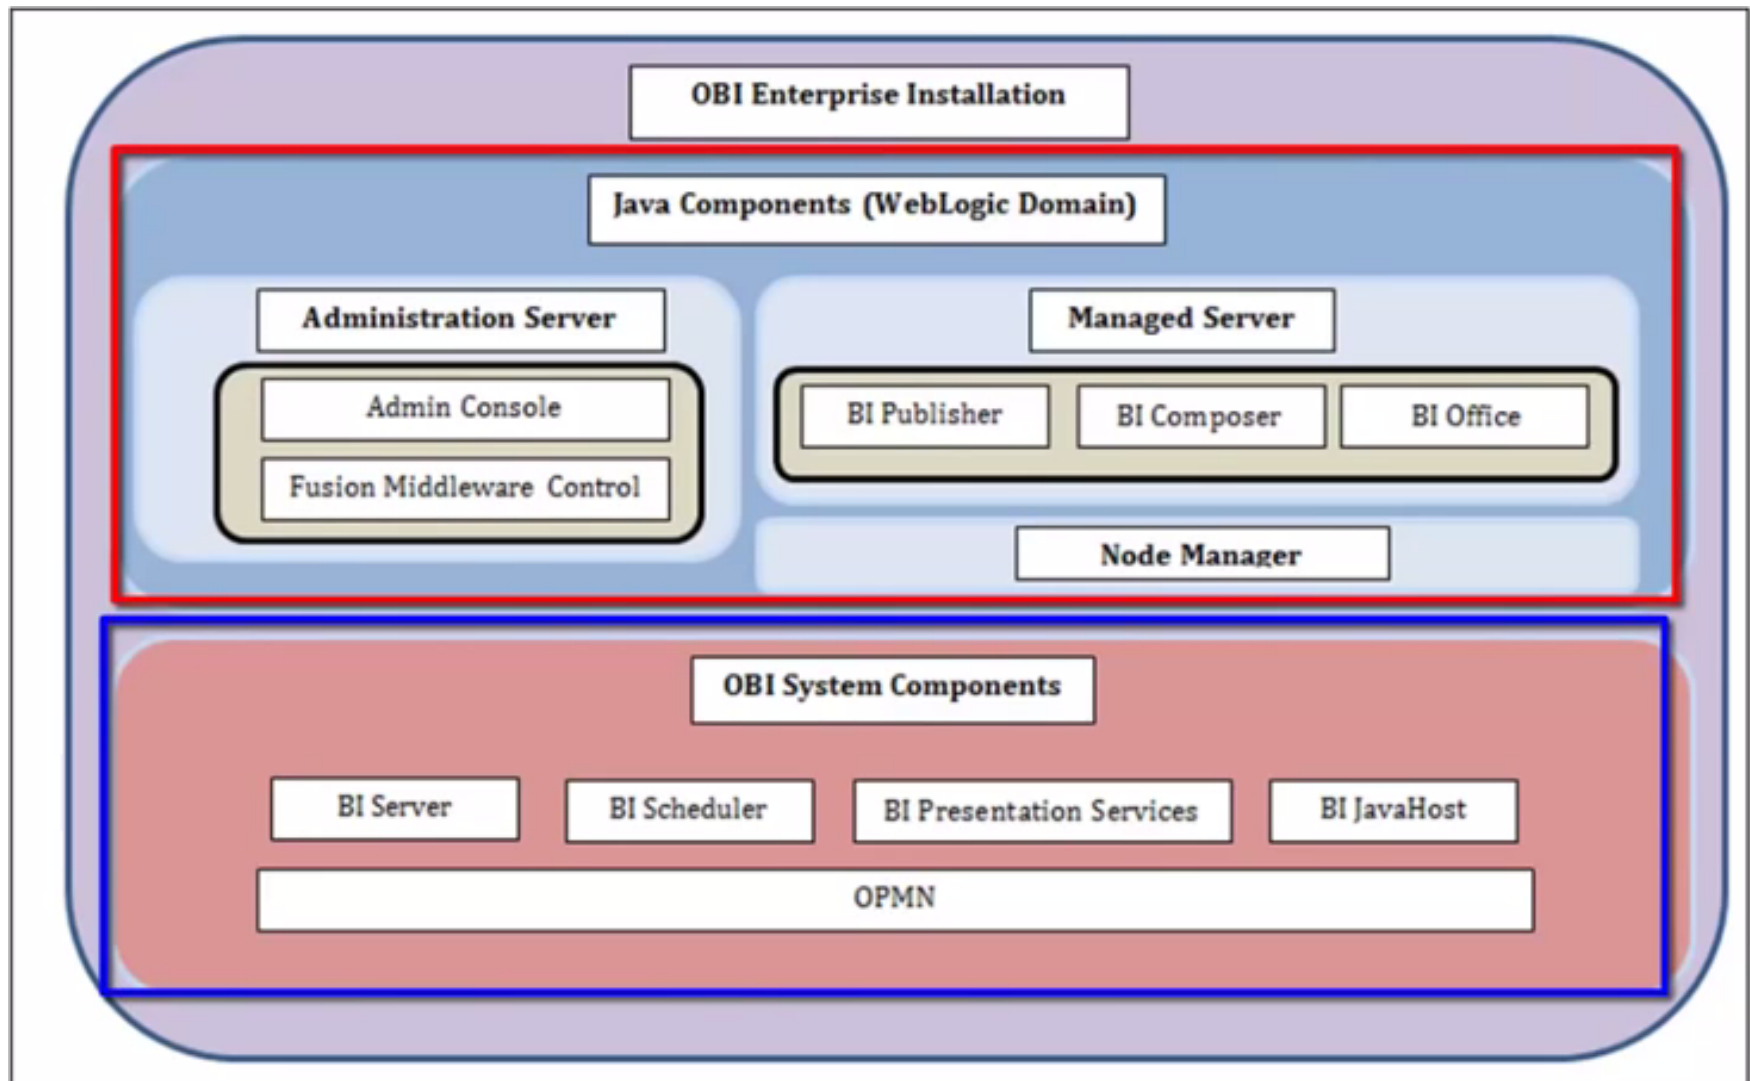 OBI Enterprise Installation
Java Components (WebLogic Domain)
Administration Server
Admin Console
Fusion Middleware Control
Managed Server
BI Publisher
BI Composer
BI Office
Node Manager
OBI System Components
BI Server
BI Scheduler
BI Presentation Services
BI JavaHost
OPMN